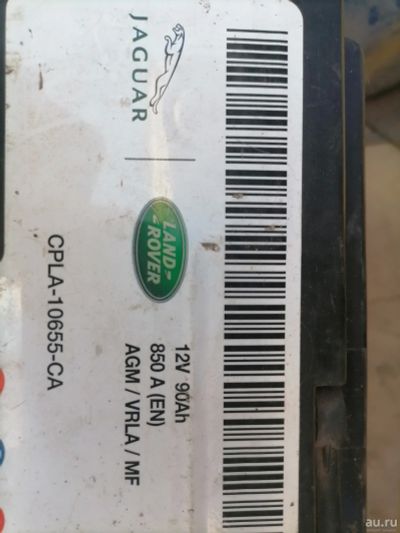 JAGUAR
LAND-
-ROVER
12V 90Ah
850 A (EN)
AGM / VRLA / MF
CPLA-10655-CA
au.ru